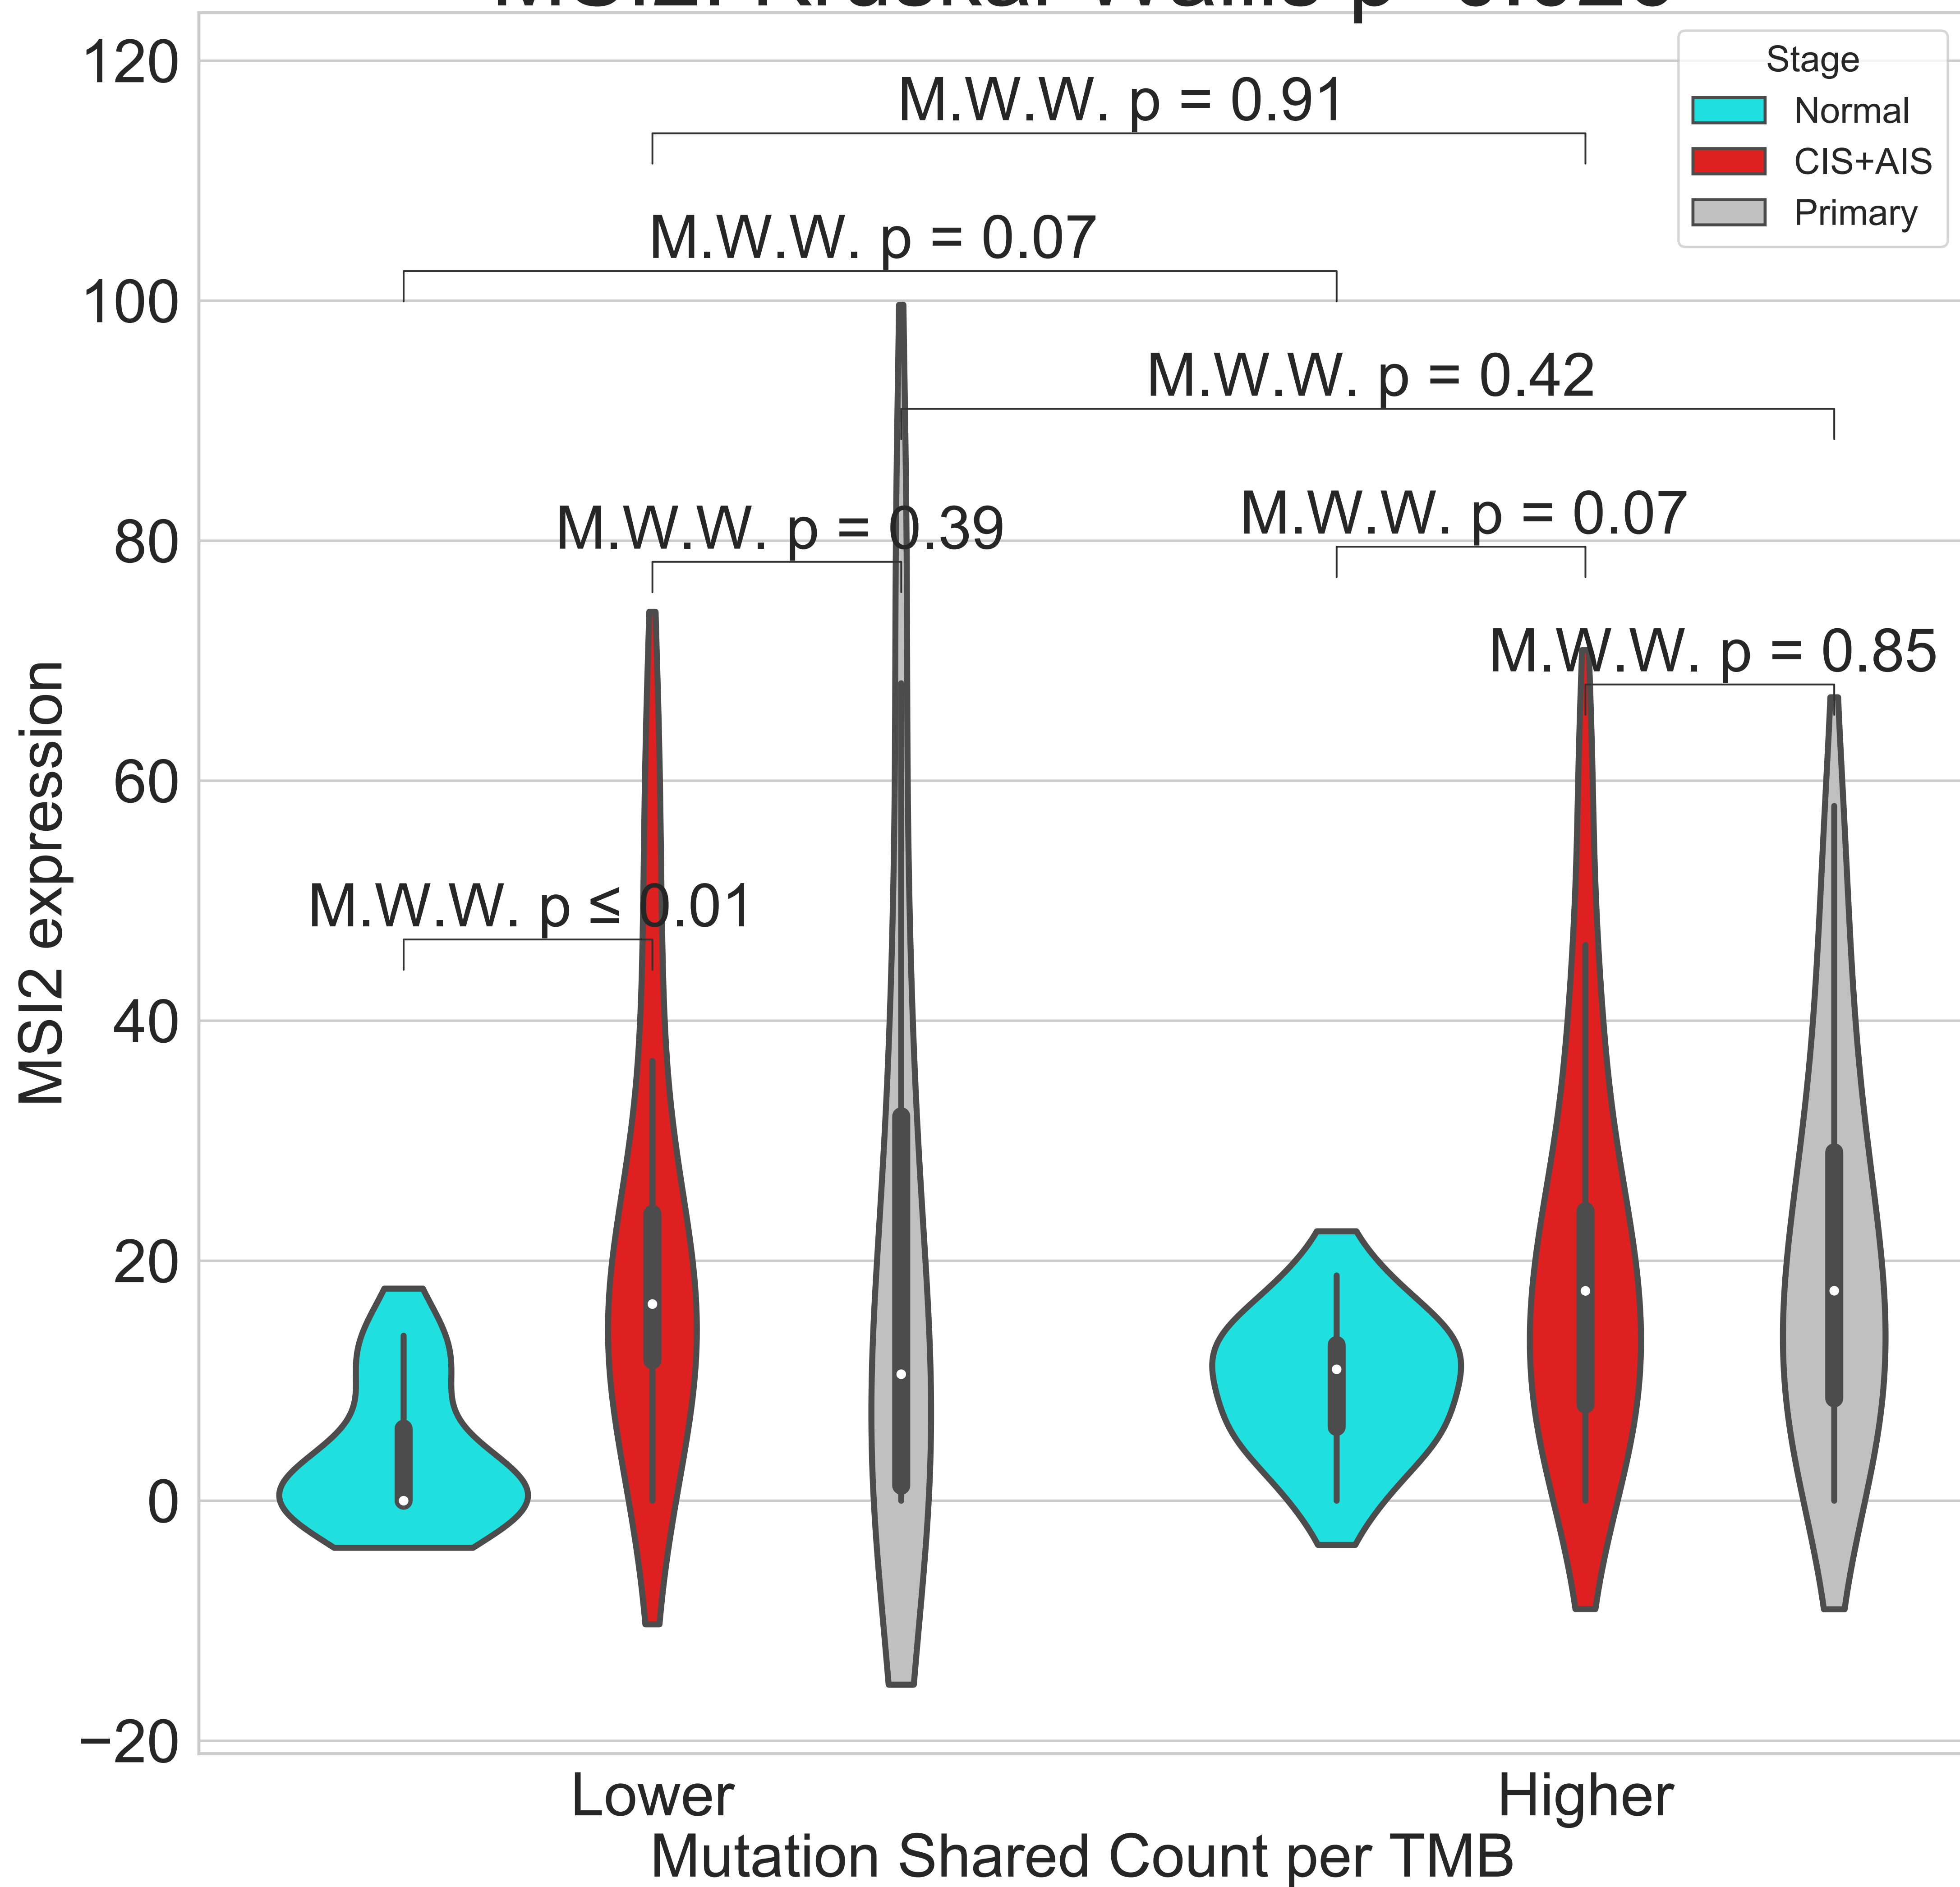 120
100
80
60
40
20
0
−20
MSI2 expression
M.W.W. p = 0.91
M.W.W. p = 0.07
M.W.W. p = 0.42
M.W.W. p = 0.39
M.W.W. p = 0.07
M.W.W. p = 0.85
M.W.W. p ≤ 0.01
Stage
Normal
CIS+AIS
Primary
Lower
Higher
Mutation Shared Count per TMB